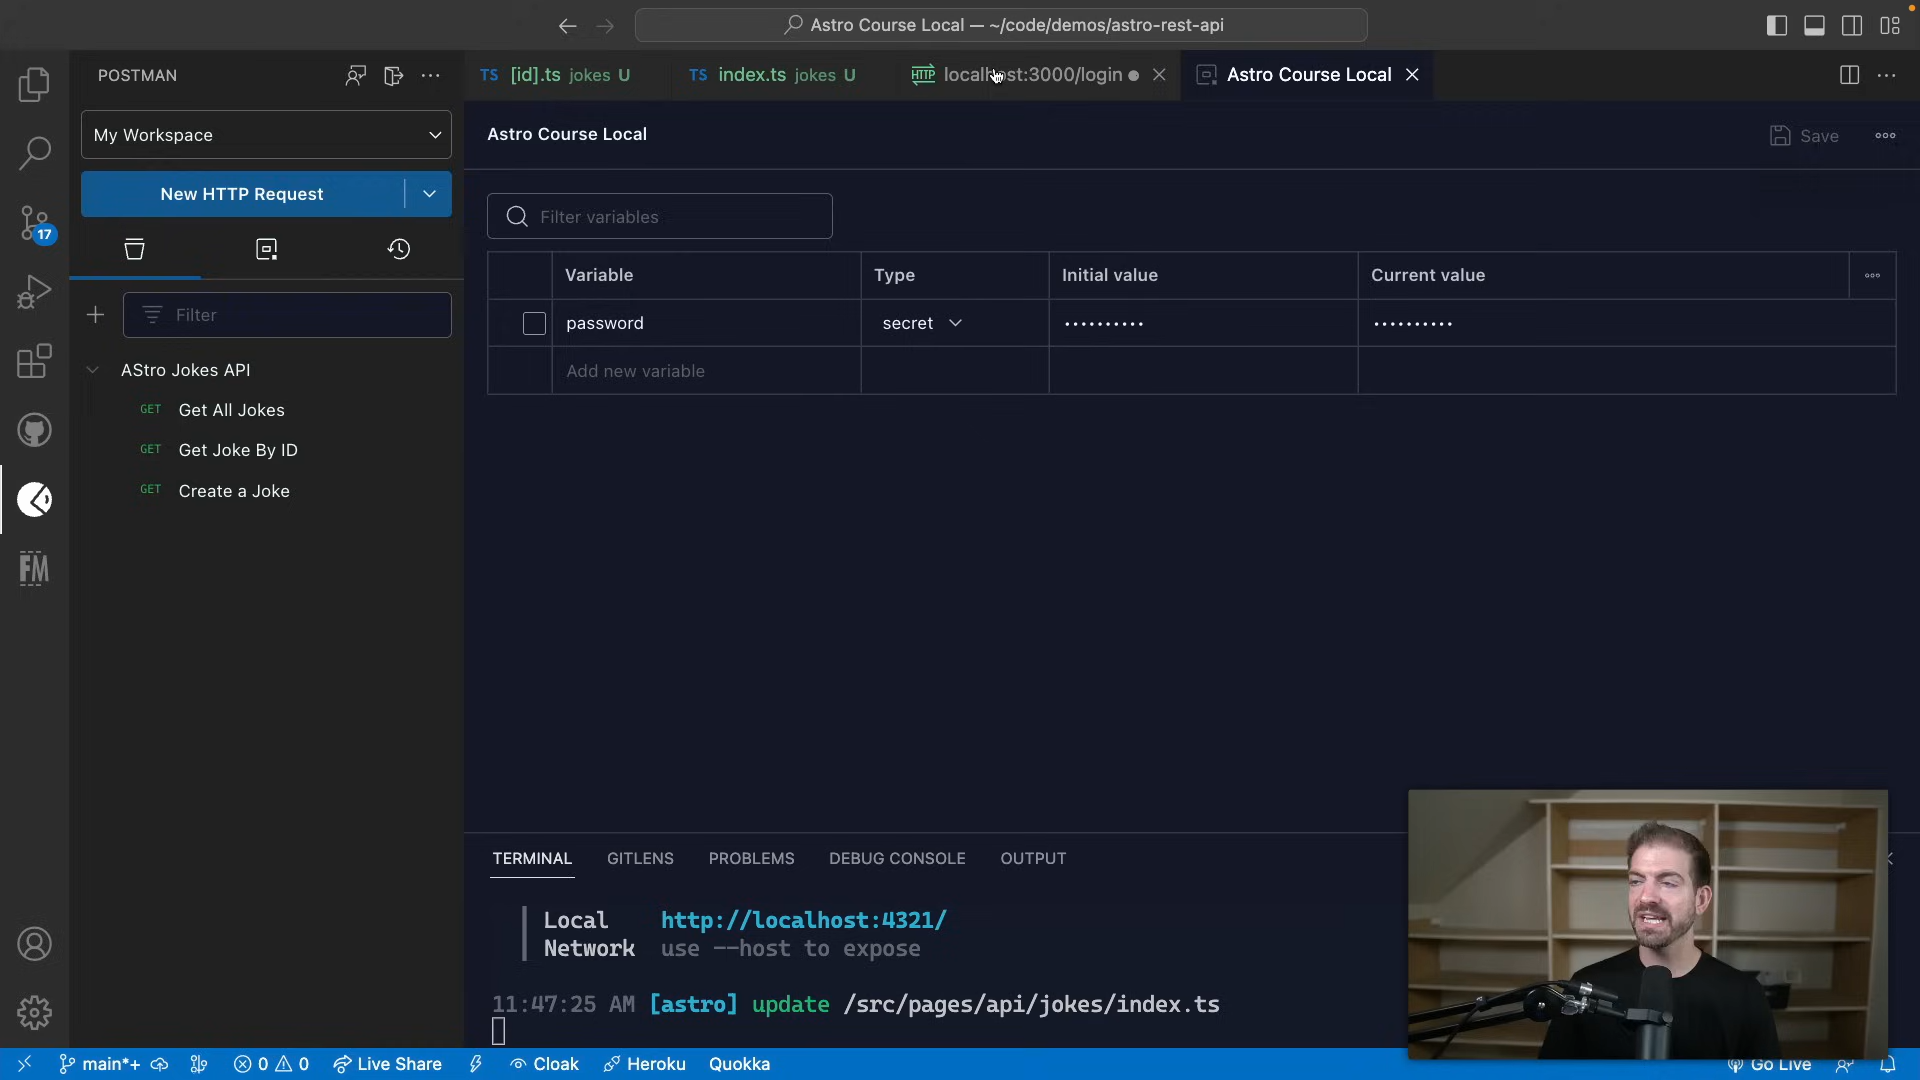 Astro Course Local — ~/code/demos/astro-rest-api
POSTMAN
TS [id].ts jokes U
TS index.ts jokes U
HTTP localhost:3000/login
Astro Course Local
My Workspace
Astro Course Local
Save
New HTTP Request
Filter variables
17
Variable Type Initial value Current value
password secret •••••••••• ••••••••••
Add new variable
Filter
AStro Jokes API
GET Get All Jokes
GET Get Joke By ID
GET Create a Joke
FM
TERMINAL GITLENS PROBLEMS DEBUG CONSOLE OUTPUT
Local http://localhost:4321/
Network use --host to expose
11:47:25 AM [astro] update /src/pages/api/jokes/index.ts
main*+ 0 0 Live Share Cloak Heroku Quokka Go Live